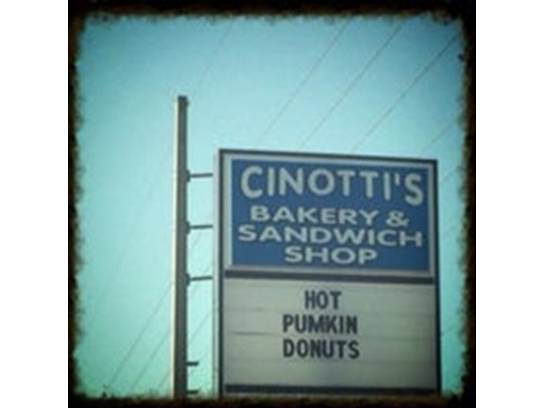 CINOTTI'S
BAKERY &
SANDWICH
SHOP
HOT
PUMKIN
DONUTS